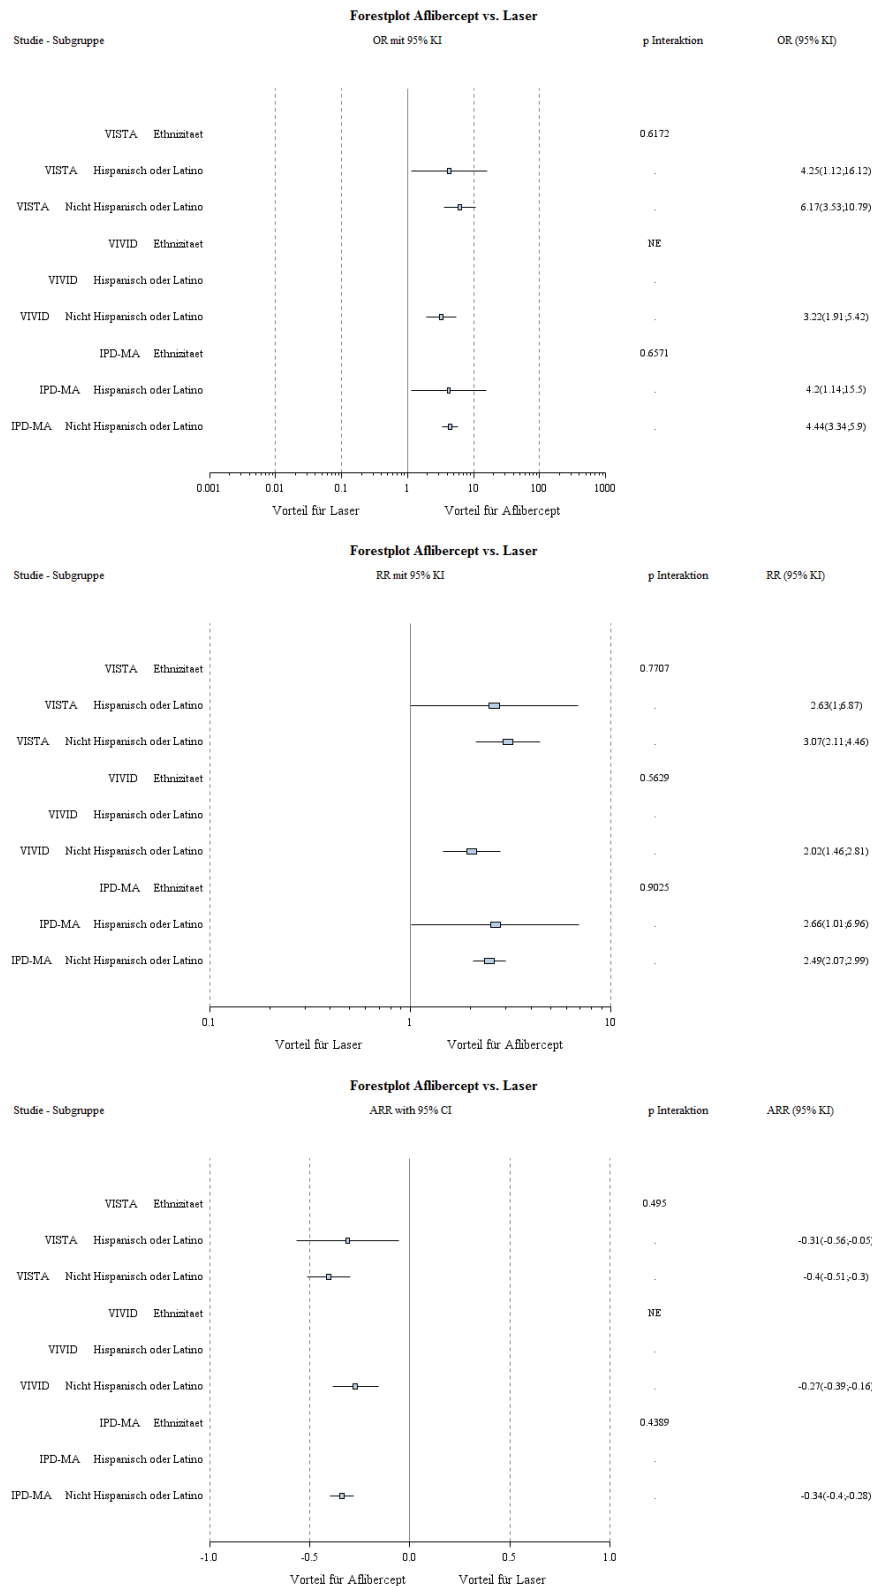 Forestplot Aflibercept vs. Laser
Studie - Subgruppe OR mit 95% KI p Interaktion OR (95% KI)
VISTA Ethnizitaet 0.6172
VISTA Hispanisch oder Latino . 4.25(1.12;16.12)
VISTA Nicht Hispanisch oder Latino . 6.17(3.53;10.79)
VIVID Ethnizitaet NE
VIVID Hispanisch oder Latino .
VIVID Nicht Hispanisch oder Latino . 3.22(1.91;5.42)
IPD-MA Ethnizitaet 0.6571
IPD-MA Hispanisch oder Latino . 4.2(1.14;15.5)
IPD-MA Nicht Hispanisch oder Latino . 4.44(3.34;5.9)
0.001 0.01 0.1 1 10 100 1000
Vorteil für Laser Vorteil für Aflibercept
Forestplot Aflibercept vs. Laser
Studie - Subgruppe RR mit 95% KI p Interaktion RR (95% KI)
VISTA Ethnizitaet 0.7707
VISTA Hispanisch oder Latino . 2.63(1;6.87)
VISTA Nicht Hispanisch oder Latino . 3.07(2.11;4.46)
VIVID Ethnizitaet 0.5629
VIVID Hispanisch oder Latino .
VIVID Nicht Hispanisch oder Latino . 2.02(1.46;2.81)
IPD-MA Ethnizitaet 0.9025
IPD-MA Hispanisch oder Latino . 2.66(1.01;6.96)
IPD-MA Nicht Hispanisch oder Latino . 2.49(2.07;2.99)
0.1 1 10
Vorteil für Laser Vorteil für Aflibercept
Forestplot Aflibercept vs. Laser
Studie - Subgruppe ARR with 95% CI p Interaktion ARR (95% KI)
VISTA Ethnizitaet 0.495
VISTA Hispanisch oder Latino . -0.31(-0.56;-0.05)
VISTA Nicht Hispanisch oder Latino . -0.4(-0.51;-0.3)
VIVID Ethnizitaet NE
VIVID Hispanisch oder Latino .
VIVID Nicht Hispanisch oder Latino . -0.27(-0.39;-0.16)
IPD-MA Ethnizitaet 0.4389
IPD-MA Hispanisch oder Latino .
IPD-MA Nicht Hispanisch oder Latino . -0.34(-0.4;-0.28)
-1.0 -0.5 0.0 0.5 1.0
Vorteil für Aflibercept Vorteil für Laser